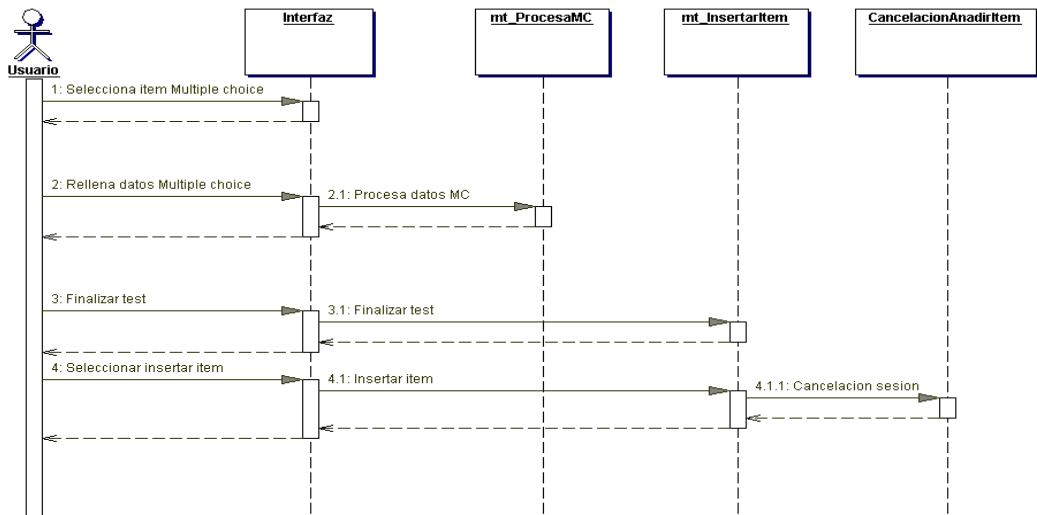 Interfaz
mt_ProcesaMC
mt_InsertarItem
CancelacionAnadirItem
Usuario
1: Selecciona item Multiple choice
2: Rellena datos Multiple choice
2.1: Procesa datos MC
3: Finalizar test
3.1: Finalizar test
4: Seleccionar insertar item
4.1: Insertar item
4.1.1: Cancelacion sesion